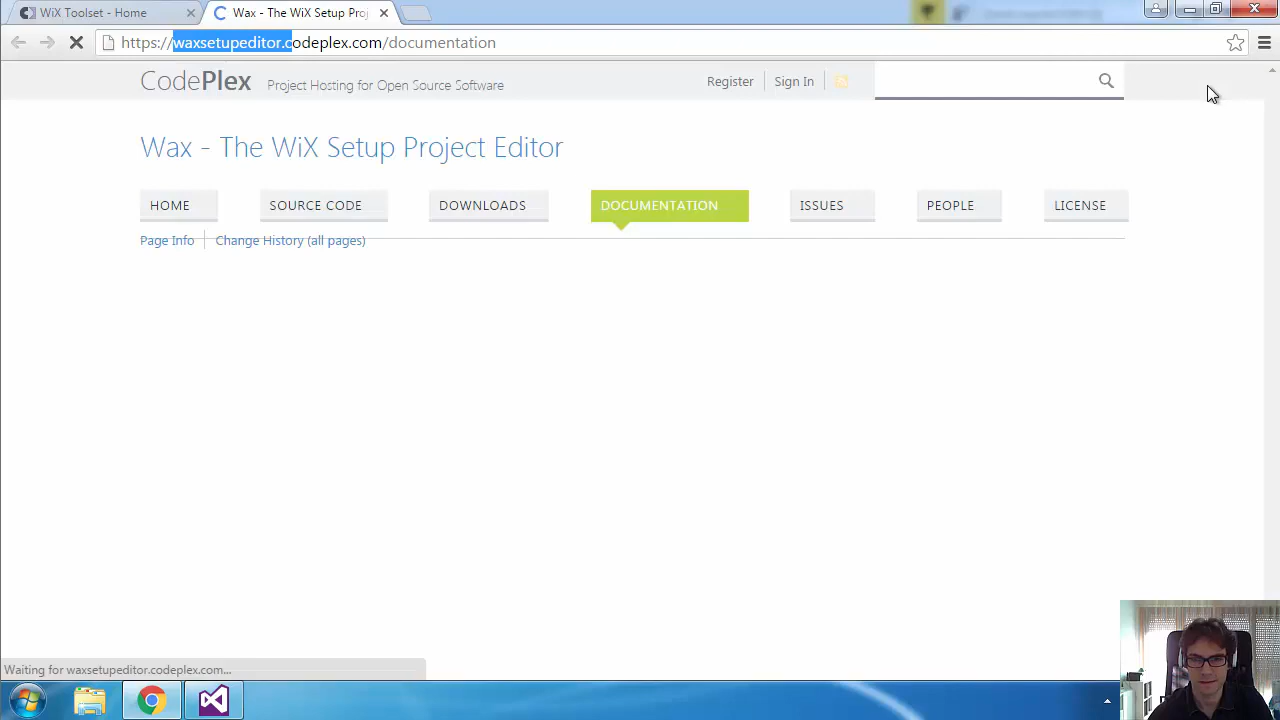 WiX Toolset - Home
Wax - The WiX Setup Proj
https://waxsetupeditor.codeplex.com/documentation
CodePlex
Project Hosting for Open Source Software
Register
Sign In
Wax - The WiX Setup Project Editor
HOME
SOURCE CODE
DOWNLOADS
DOCUMENTATION
ISSUES
PEOPLE
LICENSE
Page Info
Change History (all pages)
Waiting for waxsetupeditor.codeplex.com...